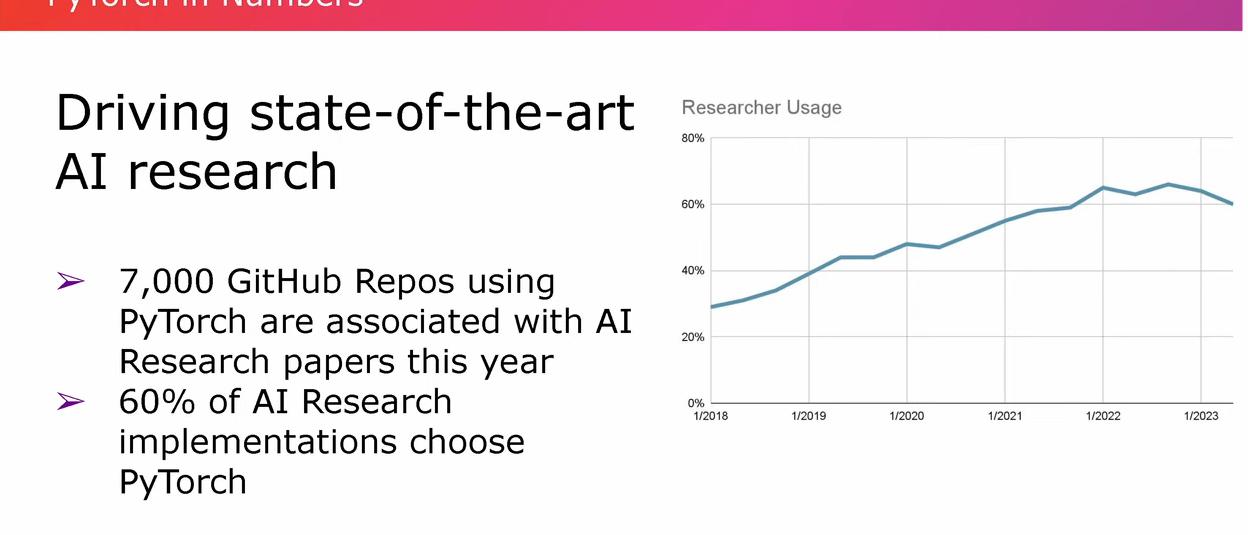 PyTorch in Numbers
Driving state-of-the-art
AI research
➢ 7,000 GitHub Repos using
PyTorch are associated with AI
Research papers this year
➢ 60% of AI Research
implementations choose
PyTorch
Researcher Usage
80%
60%
40%
20%
0%
1/2018 1/2019 1/2020 1/2021 1/2022 1/2023